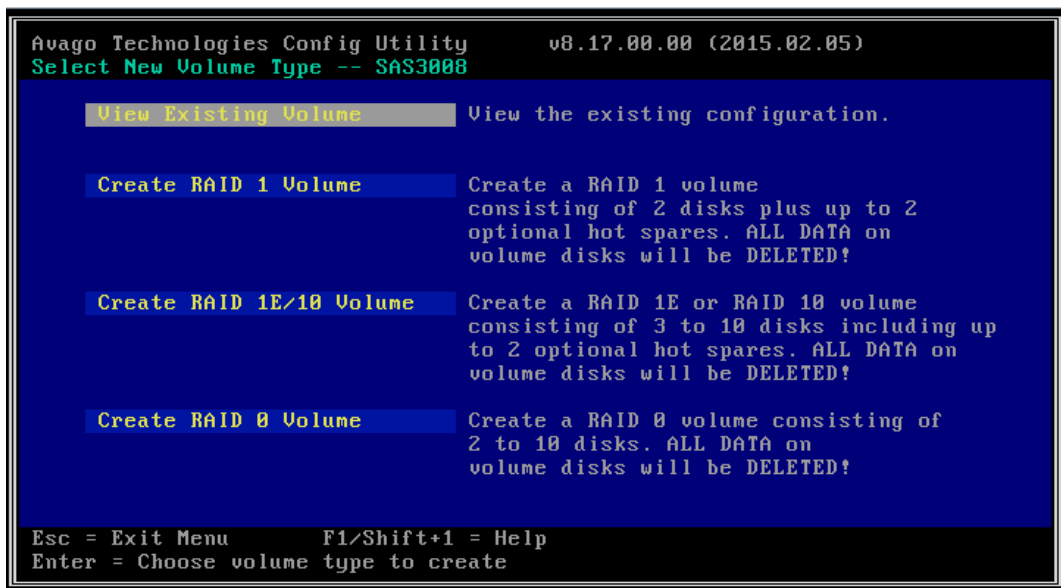 Avago Technologies Config Utility v8.17.00.00 (2015.02.05)
Select New Volume Type -- SAS3008
View Existing Volume View the existing configuration.
Create RAID 1 Volume Create a RAID 1 volume
consisting of 2 disks plus up to 2
optional hot spares. ALL DATA on
volume disks will be DELETED!
Create RAID 1E/10 Volume Create a RAID 1E or RAID 10 volume
consisting of 3 to 10 disks including up
to 2 optional hot spares. ALL DATA on
volume disks will be DELETED!
Create RAID 0 Volume Create a RAID 0 volume consisting of
2 to 10 disks. ALL DATA on
volume disks will be DELETED!
Esc = Exit Menu F1/Shift+1 = Help
Enter = Choose volume type to create